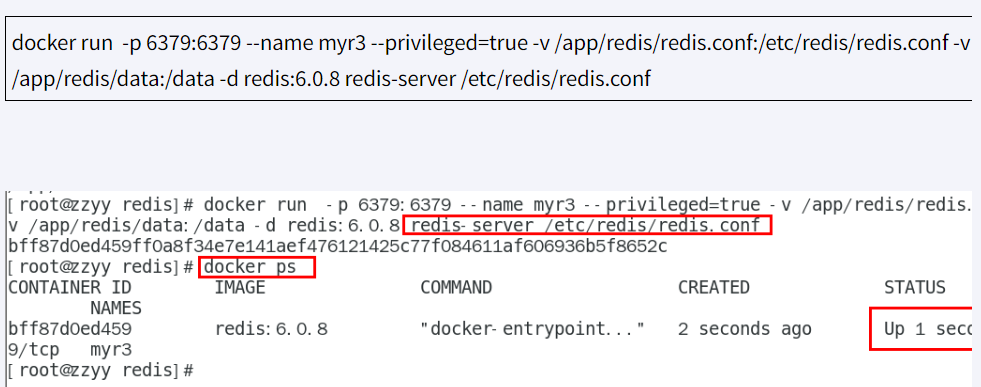 docker run -p 6379:6379 --name myr3 --privileged=true -v /app/redis/redis.conf:/etc/redis/redis.conf -v
/app/redis/data:/data -d redis:6.0.8 redis-server /etc/redis/redis.conf
[root@zzyy redis]# docker run -p 6379:6379 --name myr3 --privileged=true -v /app/redis/redis.
v /app/redis/data:/data -d redis:6.0.8 redis-server /etc/redis/redis.conf
bff87d0ed459ff0a8f34e7e141aef476121425c77f084611af606936b5f8652c
[root@zzyy redis]# docker ps
CONTAINER ID IMAGE COMMAND CREATED STATUS
NAMES
bff87d0ed459 redis:6.0.8 "docker-entrypoint..." 2 seconds ago Up 1 seco
9/tcp myr3
[root@zzyy redis]#